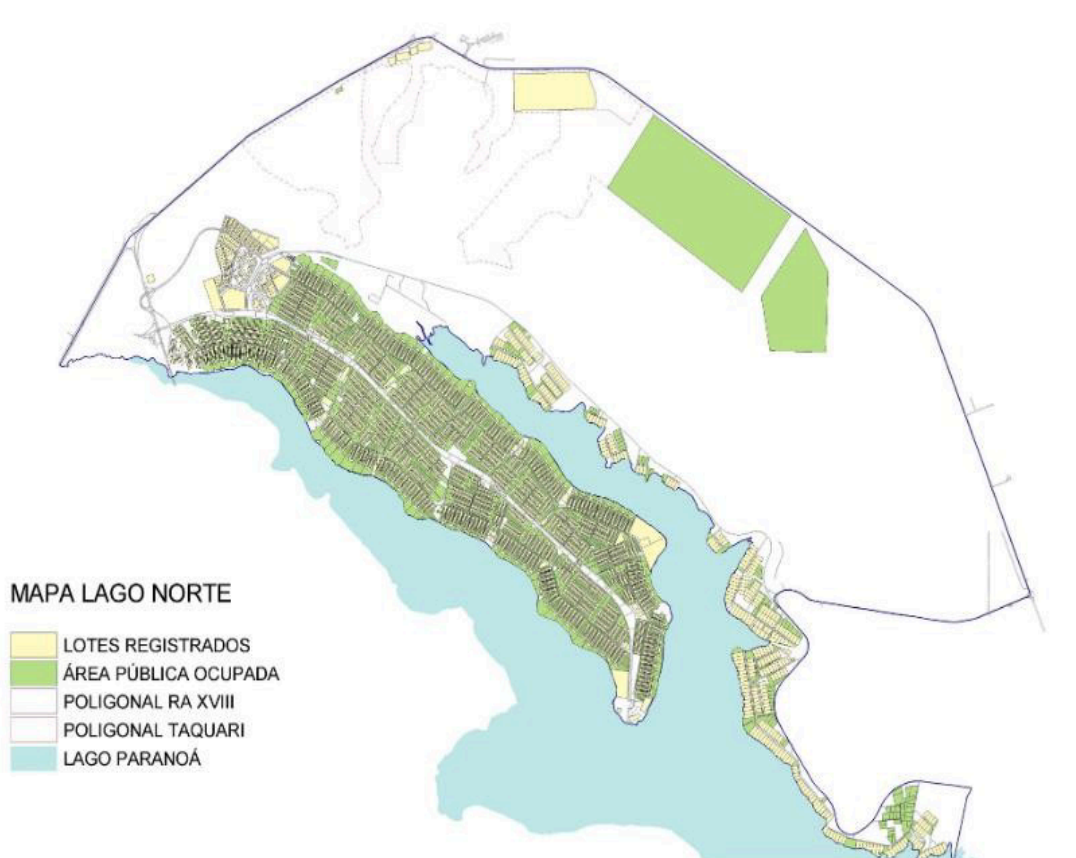 MAPA LAGO NORTE
LOTES REGISTRADOS
ÁREA PÚBLICA OCUPADA
POLIGONAL RA XVIII
POLIGONAL TAQUARI
LAGO PARANOÁ